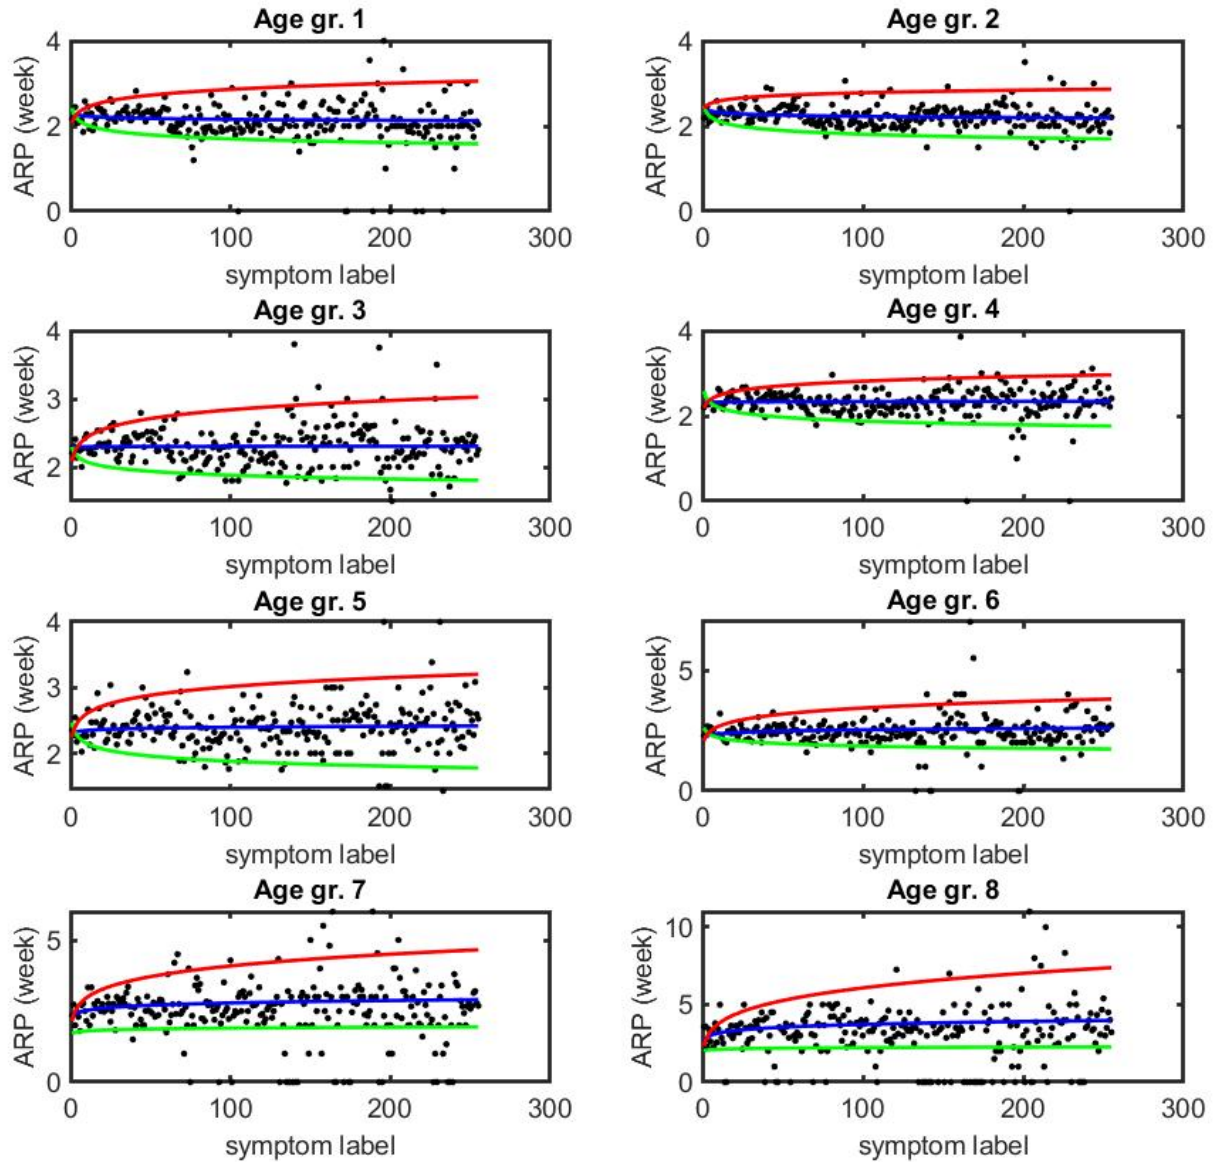 Age gr. 1
4
2
0
ARP (week)
0 100 200 300
symptom label
Age gr. 2
4
2
0
ARP (week)
0 100 200 300
symptom label
Age gr. 3
4
3
2
ARP (week)
0 100 200 300
symptom label
Age gr. 4
4
2
0
ARP (week)
0 100 200 300
symptom label
Age gr. 5
4
3
2
ARP (week)
0 100 200 300
symptom label
Age gr. 6
5
0
ARP (week)
0 100 200 300
symptom label
Age gr. 7
5
0
ARP (week)
0 100 200 300
symptom label
Age gr. 8
10
5
0
ARP (week)
0 100 200 300
symptom label